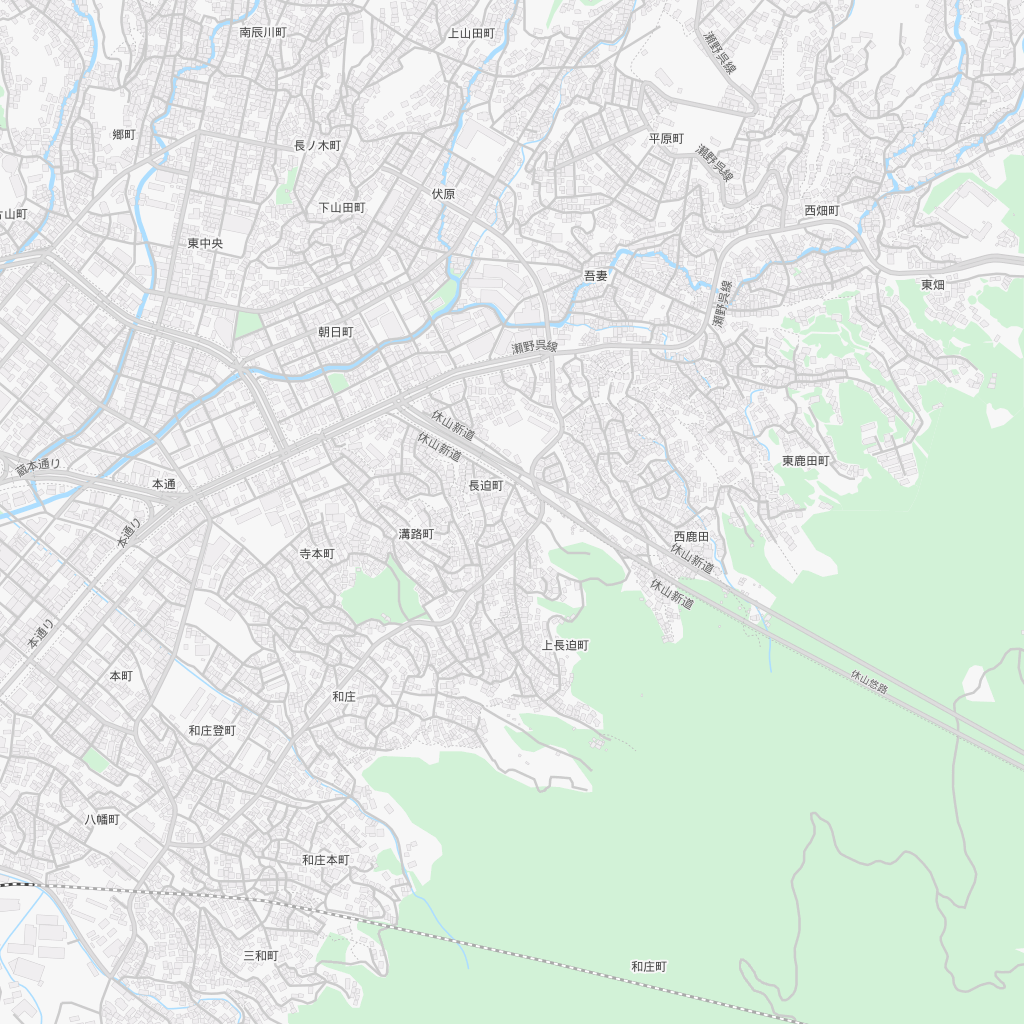 南辰川町
上山田町
瀬野呉線
郷町
長ノ木町
平原町
瀬野呉線
伏原
下山田町
片山町
西畑町
東中央
吾妻
東畑
瀬野呉線
朝日町
瀬野呉線
休山新道
休山新道
東鹿田町
蔵本通り
本通
長迫町
本通り
溝路町
西鹿田
寺本町
休山新道
休山新道
本通り
上長迫町
本町
休山悠路
和庄
和庄登町
八幡町
和庄本町
三和町
和庄町